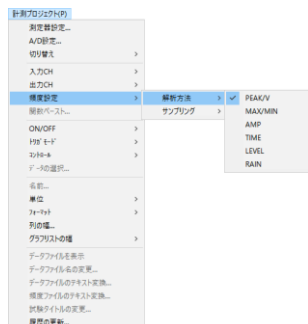 計測プロジェクト(P)
測定器設定...
A/D設定...
切り替え
入力CH
出力CH
頻度設定
関数ペースト...
ON/OFF
ﾄﾘｶﾞ ﾓｰﾄﾞ
ｺﾝﾄﾛｰﾙ
ﾃﾞｰﾀの選択...
名前...
単位
ﾌｫｰﾏｯﾄ
列の幅...
グラフリストの幅
データファイルを表示
データファイル名の変更...
データファイルのテキスト変換...
頻度ファイルのテキスト変換...
試験タイトルの変更...
履歴の更新...
解析方法
サンプリング
PEAK/V
MAX/MIN
AMP
TIME
LEVEL
RAIN